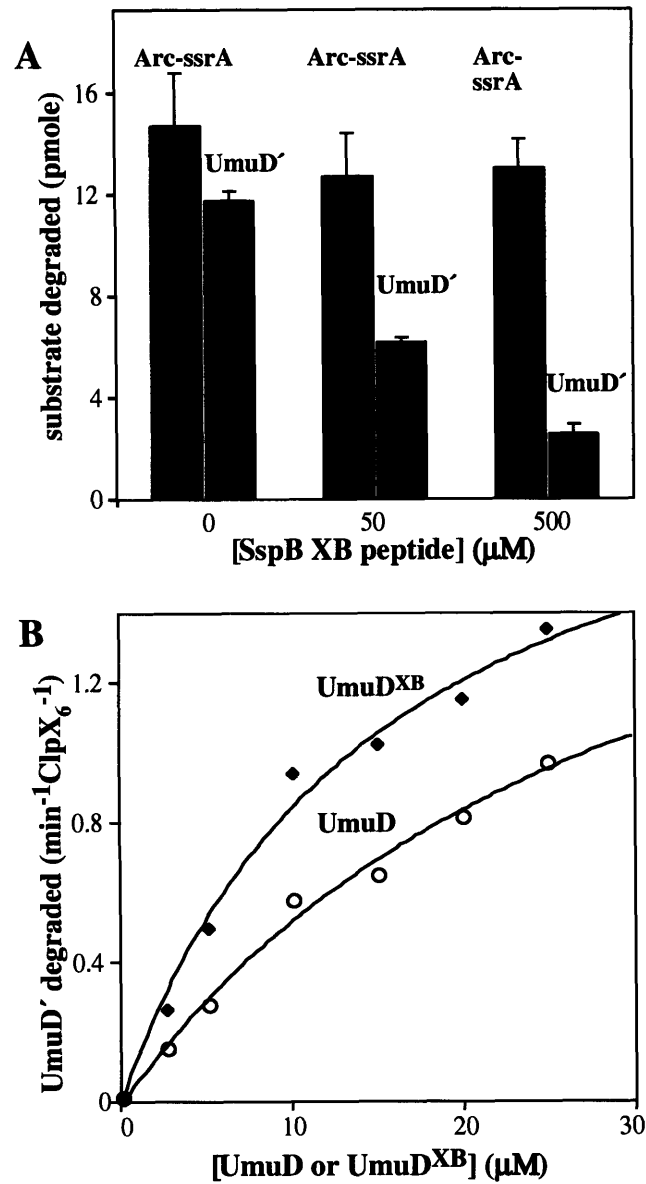 A
Arc-ssrA
Arc-ssrA
Arc-
ssrA
UmuD´
UmuD´
UmuD´
substrate degraded (pmole)
16
12
8
4
0
0
50
500
[SspB XB peptide] (µM)
B
UmuD´ degraded (min-1ClpX6-1)
1.2
0.8
0.4
0
UmuDXB
UmuD
0
10
20
30
[UmuD or UmuDXB] (µM)